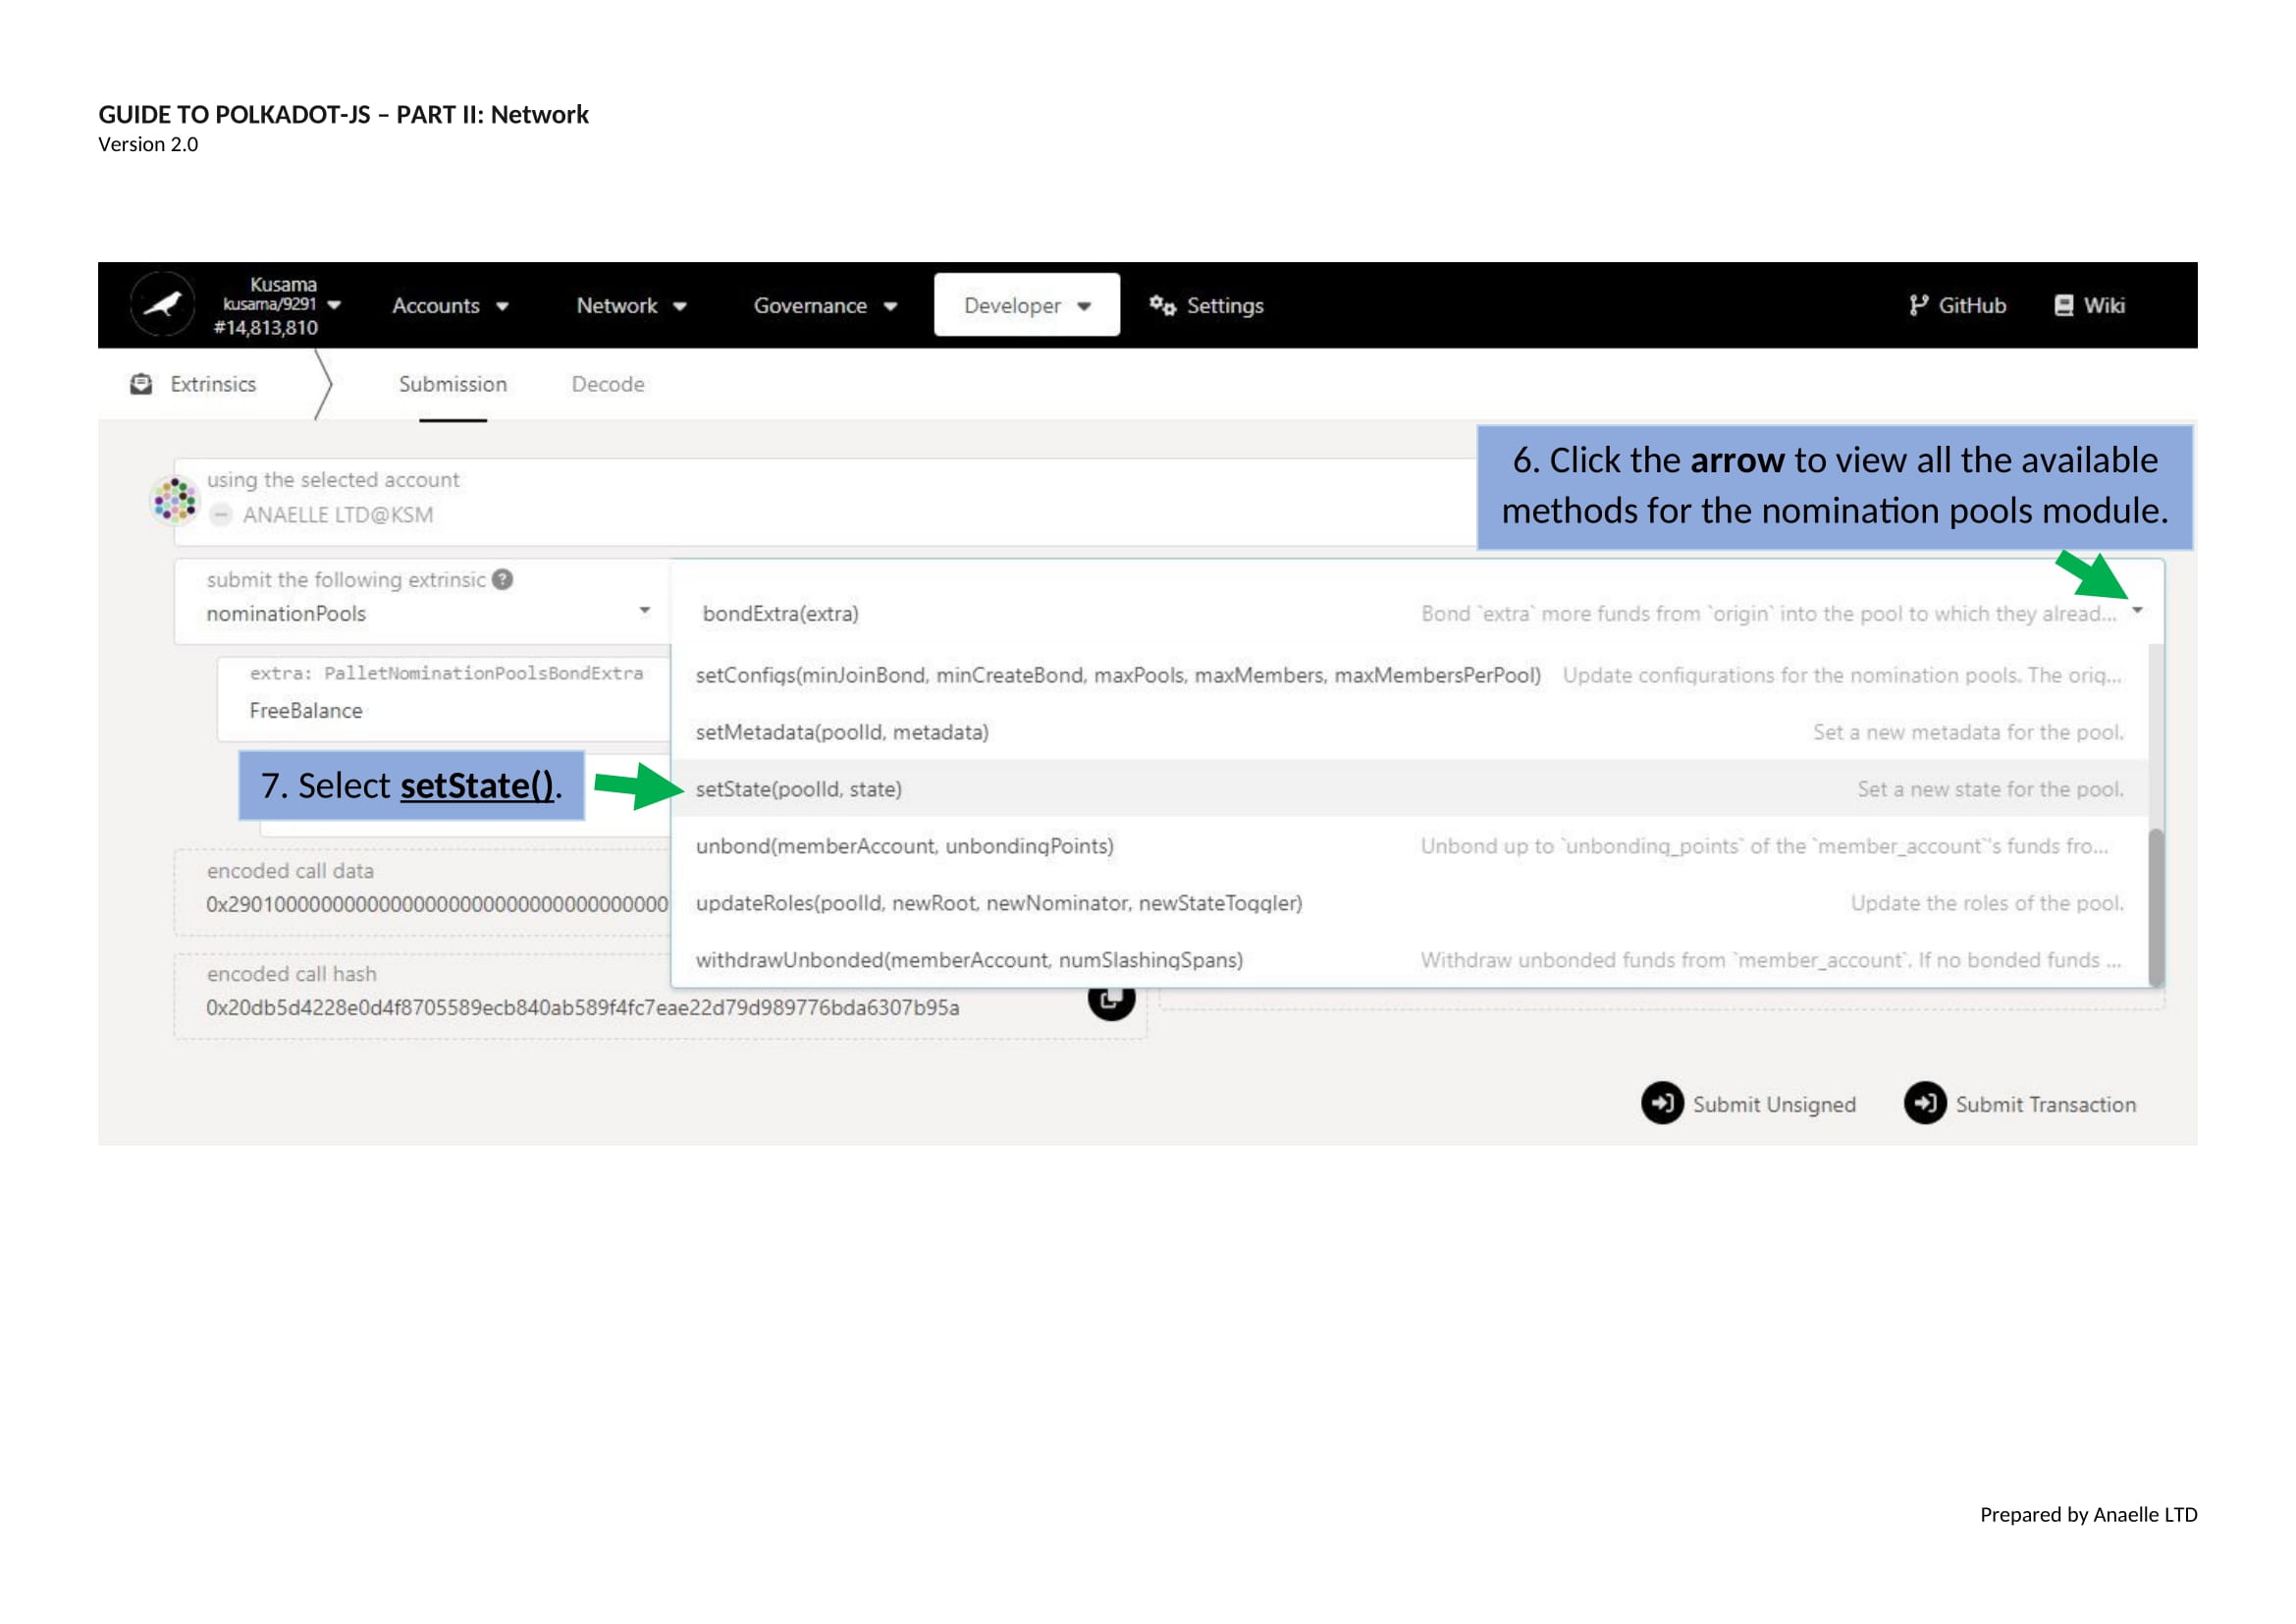 GUIDE TO POLKADOT-JS – PART II: Network
Version 2.0
Kusama
kusama/9291
#14,813,810
Accounts
Network
Governance
Developer
Settings
GitHub
Wiki
Extrinsics
Submission
Decode
using the selected account
ANAELLE LTD@KSM
6. Click the arrow to view all the available
methods for the nomination pools module.
submit the following extrinsic ?
nominationPools
bondExtra(extra)
Bond `extra` more funds from `origin` into the pool to which they alread...
extra: PalletNominationPoolsBondExtra
FreeBalance
setConfigs(minJoinBond, minCreateBond, maxPools, maxMembers, maxMembersPerPool)
Update configurations for the nomination pools. The orig...
setMetadata(poolId, metadata)
Set a new metadata for the pool.
7. Select setState().
setState(poolId, state)
Set a new state for the pool.
unbond(memberAccount, unbondingPoints)
Unbond up to `unbonding_points` of the `member_account`'s funds fro...
encoded call data
updateRoles(poolId, newRoot, newNominator, newStateToggler)
Update the roles of the pool.
withdrawUnbonded(memberAccount, numSlashingSpans)
Withdraw unbonded funds from `member_account`. If no bonded funds ...
encoded call hash
0x20db5d4228e0d4f8705589ecb840ab589f4fc7eae22d79d989776bda6307b95a
Submit Unsigned
Submit Transaction
Prepared by Anaelle LTD